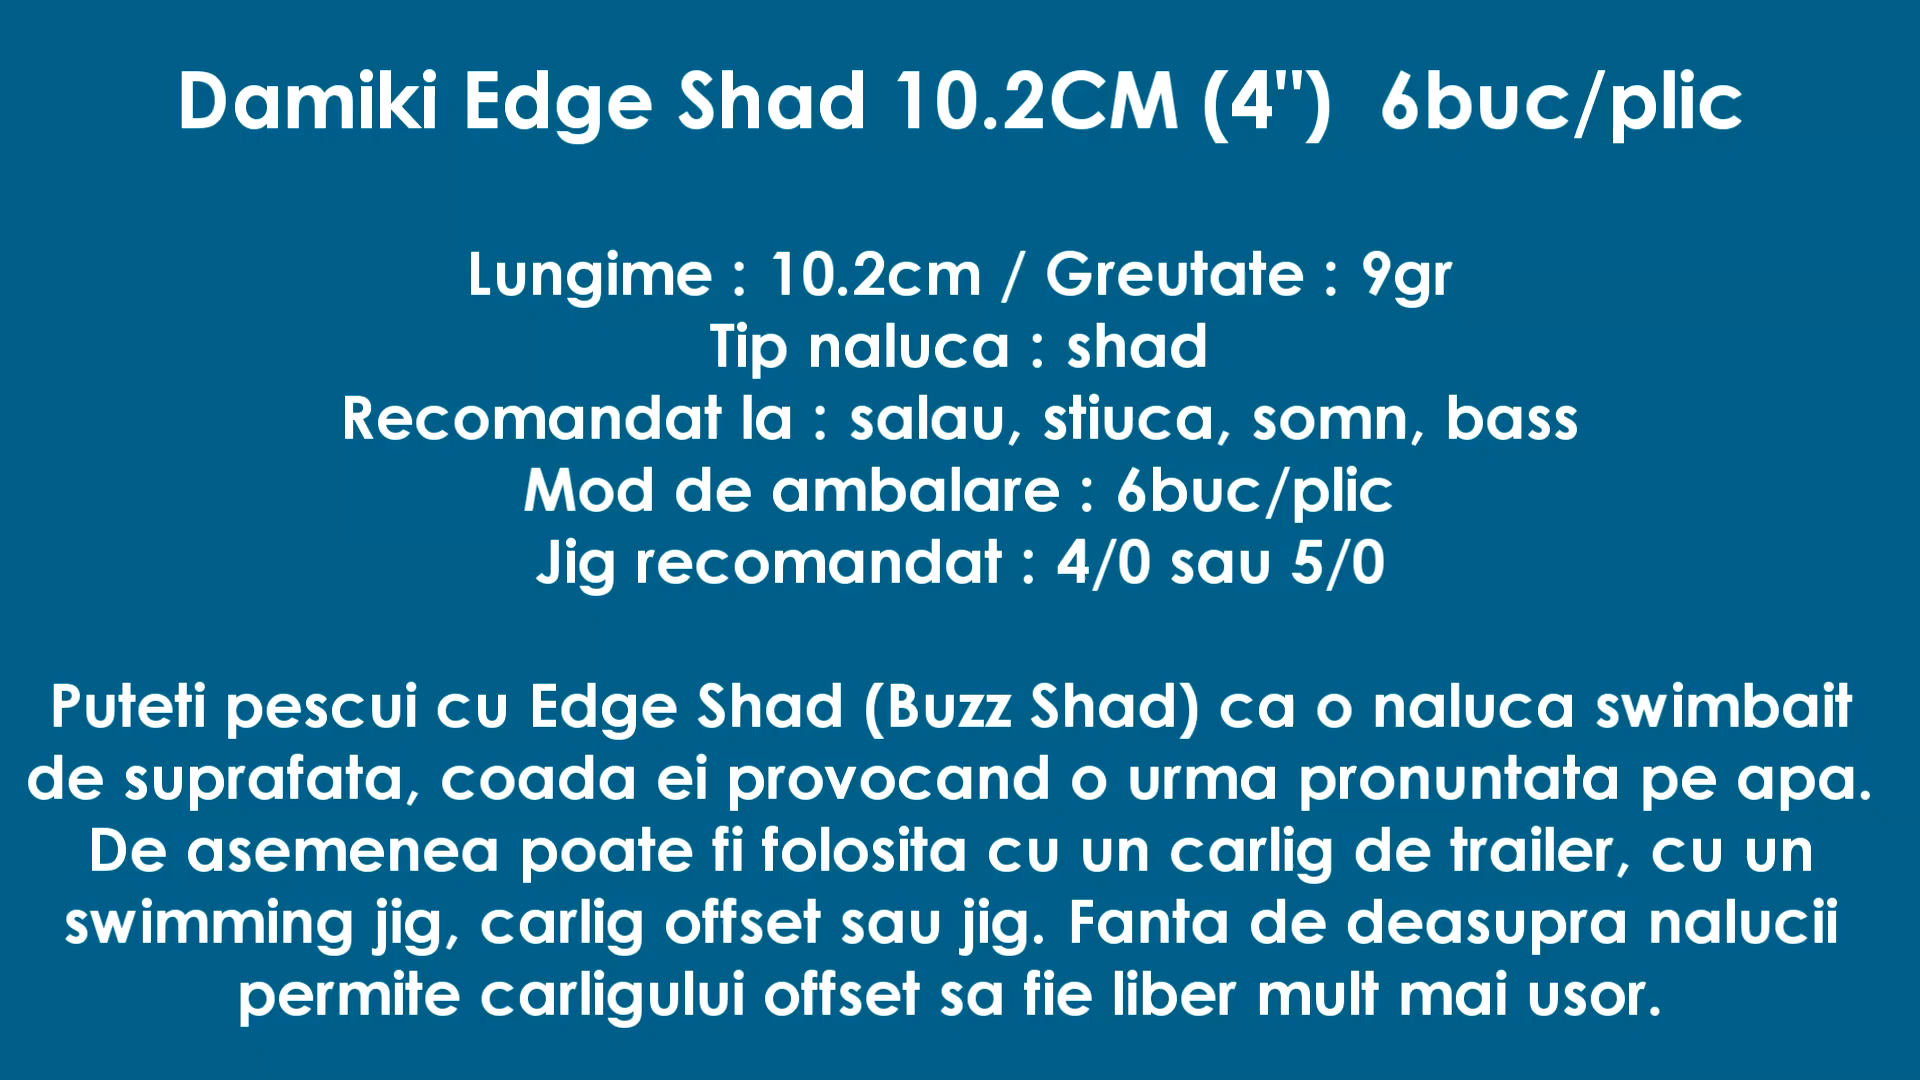 Damiki Edge Shad 10.2CM (4") 6buc/plic
Lungime : 10.2cm / Greutate : 9gr
Tip naluca : shad
Recomandat la : salau, stiuca, somn, bass
Mod de ambalare : 6buc/plic
Jig recomandat : 4/0 sau 5/0
Puteti pescui cu Edge Shad (Buzz Shad) ca o naluca swimbait
de suprafata, coada ei provocand o urma pronuntata pe apa.
De asemenea poate fi folosita cu un carlig de trailer, cu un
swimming jig, carlig offset sau jig. Fanta de deasupra nalucii
permite carligului offset sa fie liber mult mai usor.